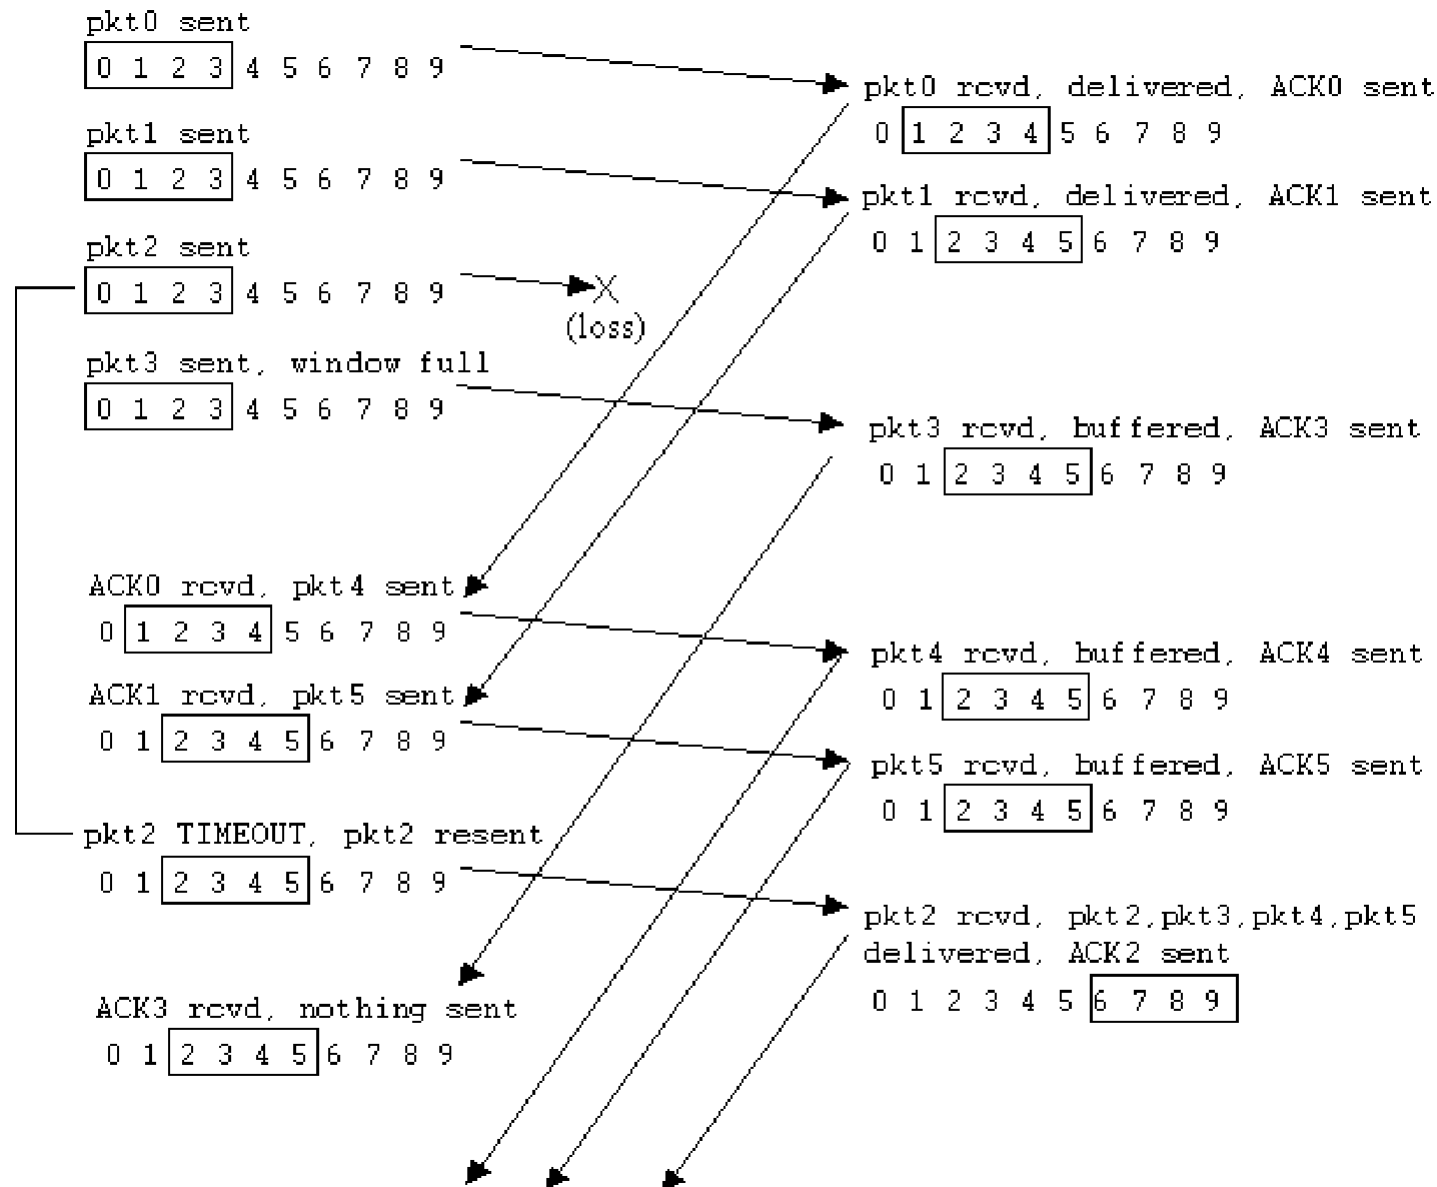 pkt0 sent
0 1 2 3 4 5 6 7 8 9
pkt1 sent
0 1 2 3 4 5 6 7 8 9
pkt2 sent
0 1 2 3 4 5 6 7 8 9
X
(loss)
pkt3 sent, window full
0 1 2 3 4 5 6 7 8 9
ACK0 rcvd, pkt4 sent
0 1 2 3 4 5 6 7 8 9
ACK1 rcvd, pkt5 sent
0 1 2 3 4 5 6 7 8 9
pkt2 TIMEOUT, pkt2 resent
0 1 2 3 4 5 6 7 8 9
ACK3 rcvd, nothing sent
0 1 2 3 4 5 6 7 8 9
pkt0 rcvd, delivered, ACK0 sent
0 1 2 3 4 5 6 7 8 9
pkt1 rcvd, delivered, ACK1 sent
0 1 2 3 4 5 6 7 8 9
pkt3 rcvd, buffered, ACK3 sent
0 1 2 3 4 5 6 7 8 9
pkt4 rcvd, buffered, ACK4 sent
0 1 2 3 4 5 6 7 8 9
pkt5 rcvd, buffered, ACK5 sent
0 1 2 3 4 5 6 7 8 9
pkt2 rcvd, pkt2,pkt3,pkt4,pkt5
delivered, ACK2 sent
0 1 2 3 4 5 6 7 8 9